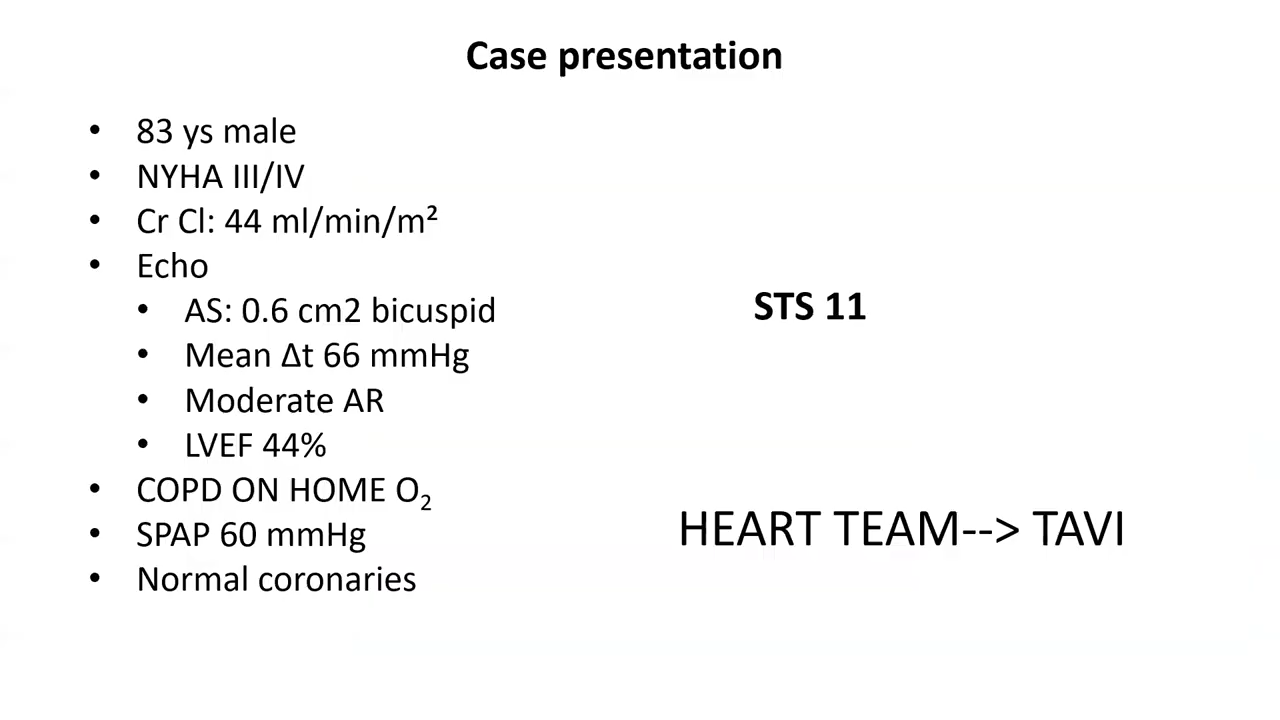 Case presentation
• 83 ys male
• NYHA III/IV
• Cr Cl: 44 ml/min/m²
• Echo
• AS: 0.6 cm2 bicuspid
• Mean Δt 66 mmHg
• Moderate AR
• LVEF 44%
• COPD ON HOME O₂
• SPAP 60 mmHg
• Normal coronaries
STS 11
HEART TEAM--> TAVI